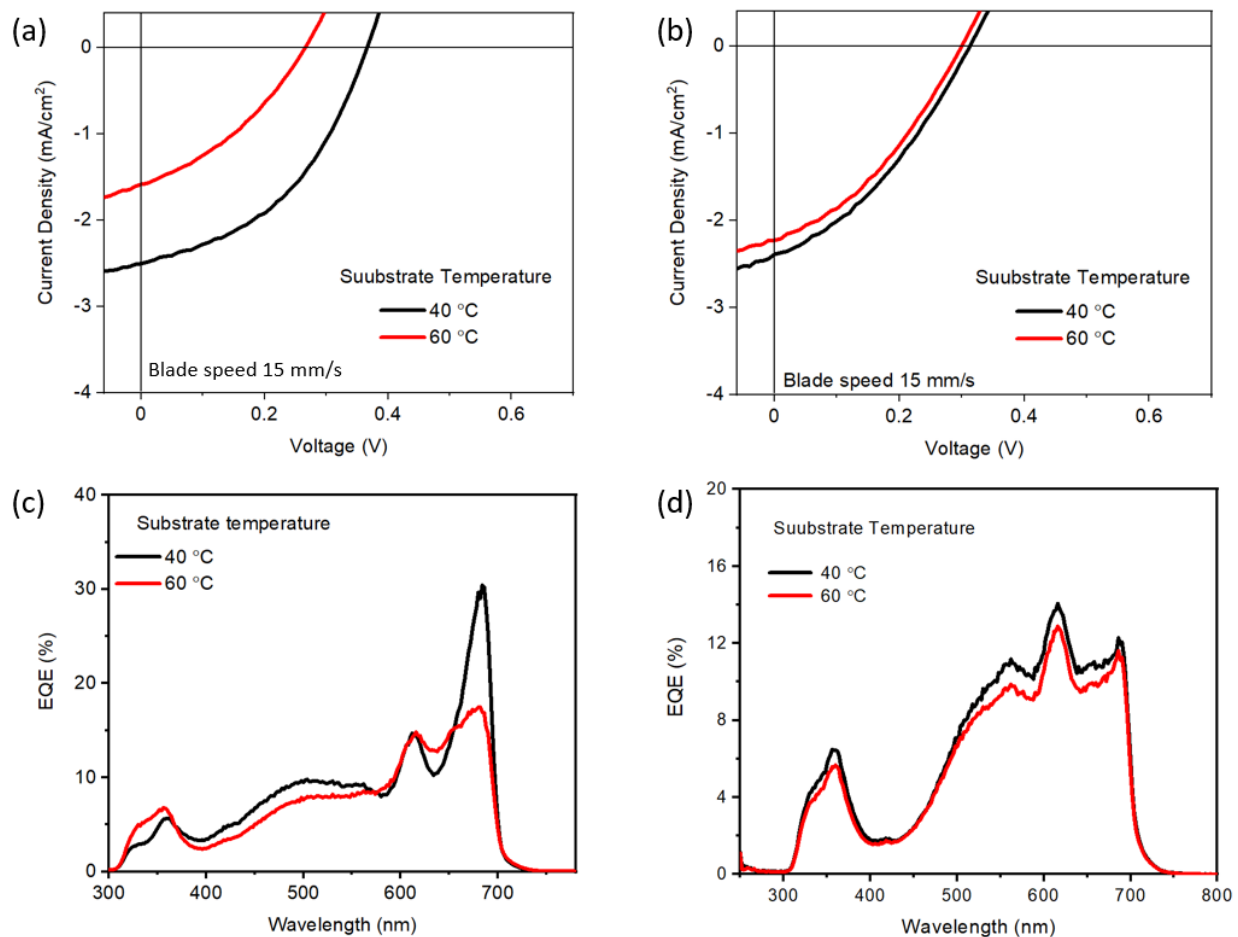 (a)
0
-1
-2
-3
-4
Current Density (mA/cm²)
Suubstrate Temperature
40 °C
60 °C
Blade speed 15 mm/s
0
0.2
0.4
0.6
Voltage (V)
(b)
0
-1
-2
-3
-4
Current Density (mA/cm²)
Suubstrate Temperature
40 °C
60 °C
Blade speed 15 mm/s
0
0.2
0.4
0.6
Voltage (V)
(c)
40
30
20
10
0
EQE (%)
Substrate temperature
40 °C
60 °C
300
400
500
600
700
Wavelength (nm)
(d)
20
16
12
8
4
0
EQE (%)
Suubstrate Temperature
40 °C
60 °C
300
400
500
600
700
800
Wavelength (nm)